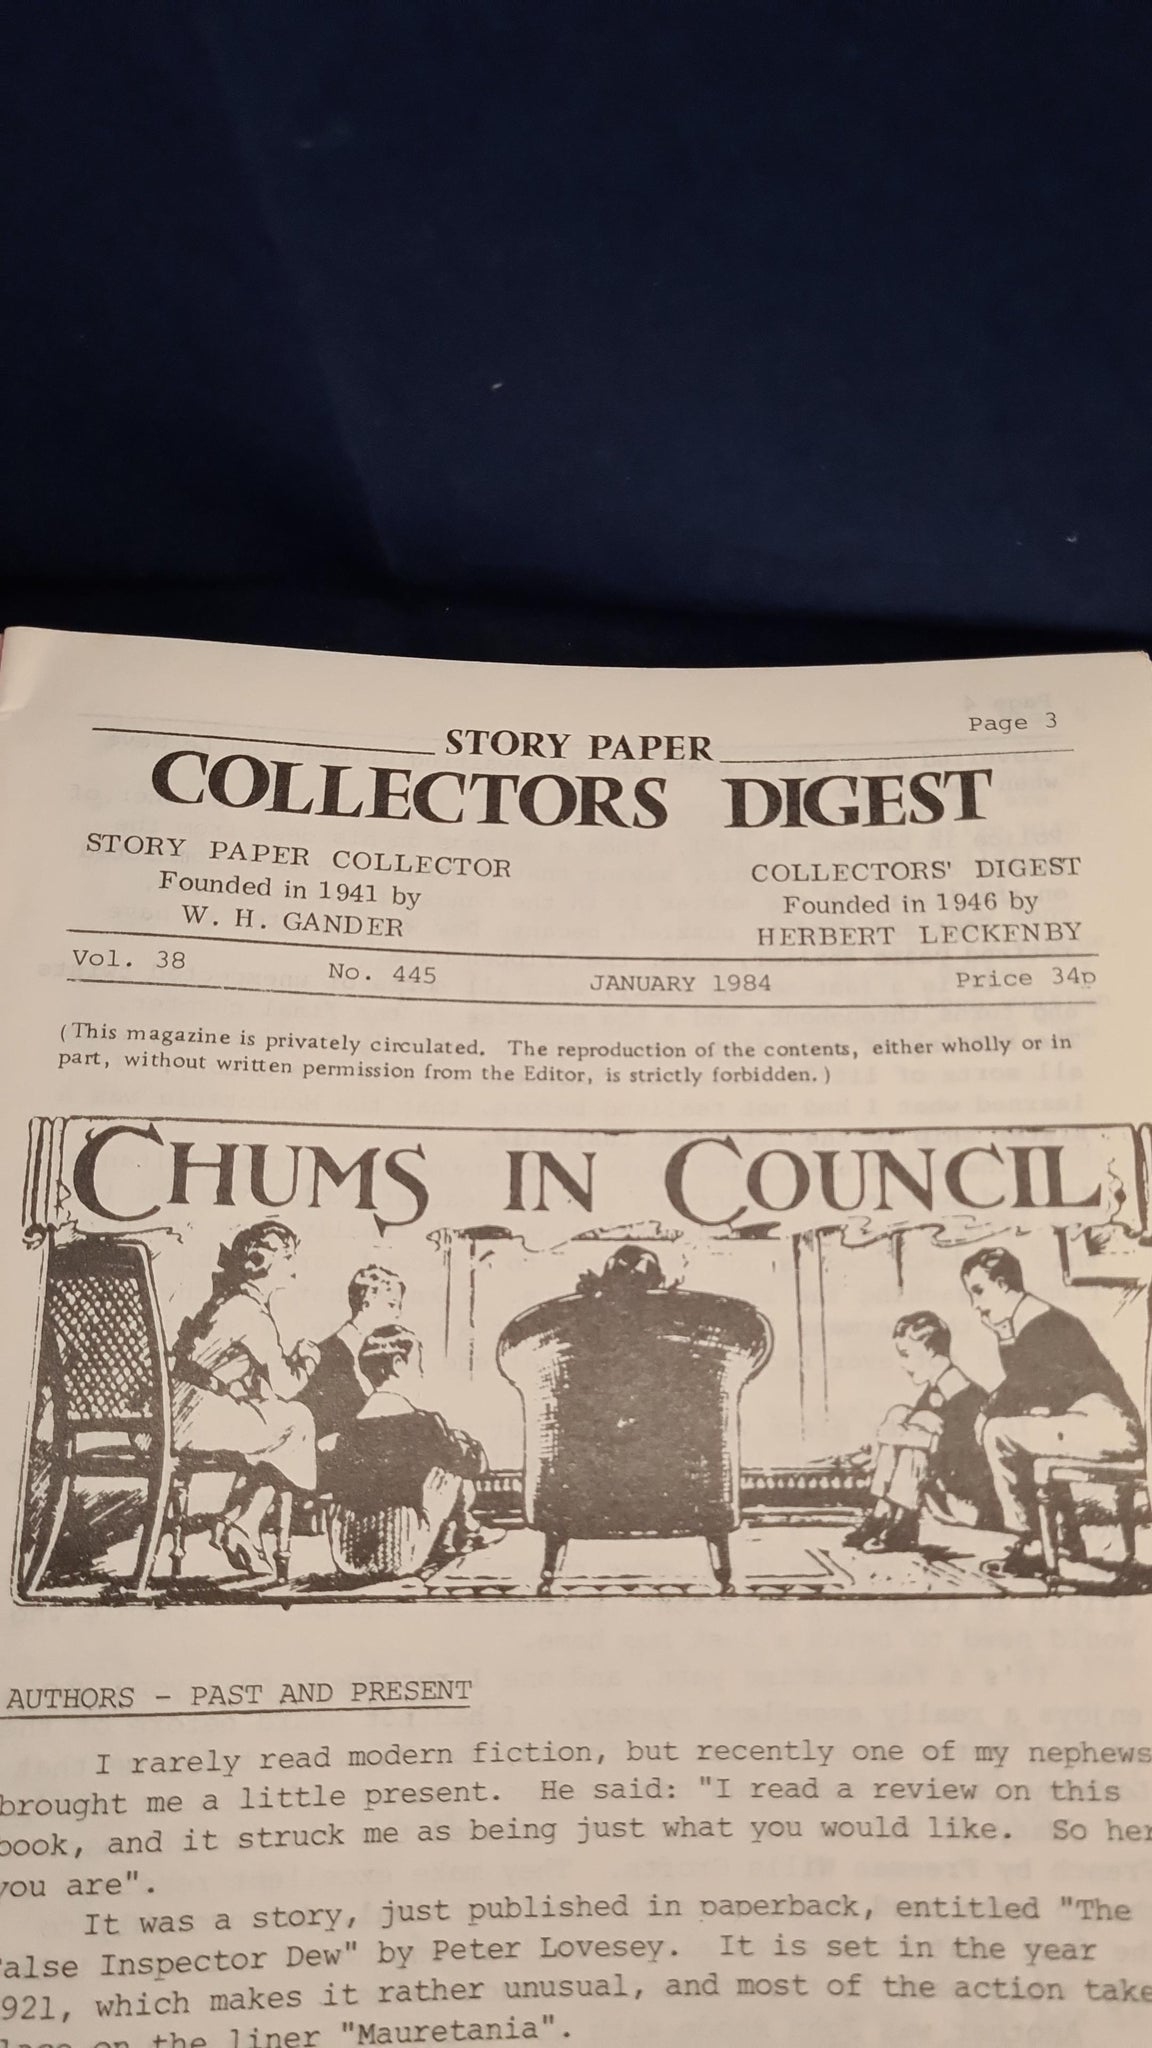 Page 3
STORY PAPER
COLLECTORS DIGEST
STORY PAPER COLLECTOR
Founded in 1941 by
W. H. GANDER
COLLECTORS' DIGEST
Founded in 1946 by
HERBERT LECKENBY
Vol. 38 No. 445 JANUARY 1984 Price 34p
(This magazine is privately circulated. The reproduction of the contents, either wholly or in
part, without written permission from the Editor, is strictly forbidden.)
CHUMS IN COUNCIL
AUTHORS - PAST AND PRESENT
I rarely read modern fiction, but recently one of my nephews
brought me a little present. He said: "I read a review on this
book, and it struck me as being just what you would like. So her
you are".
It was a story, just published in paperback, entitled "The
alse Inspector Dew" by Peter Lovesey. It is set in the year
921, which makes it rather unusual, and most of the action take
on the liner "Mauretania".